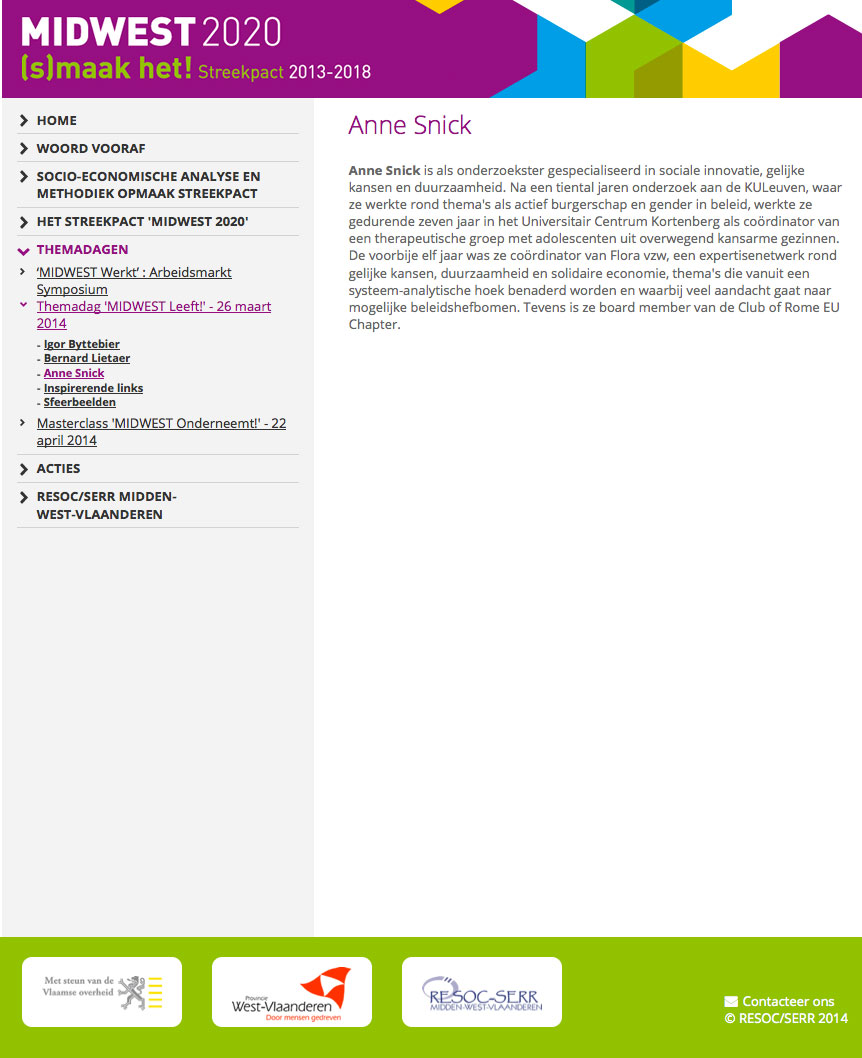 MIDWEST 2020
(s)maak het! Streekpact 2013-2018
HOME
WOORD VOORAF
SOCIO-ECONOMISCHE ANALYSE EN
METHODIEK OPMAAK STREEKPACT
HET STREEKPACT 'MIDWEST 2020'
THEMADAGEN
‘MIDWEST Werkt’ : Arbeidsmarkt
Symposium
Themadag 'MIDWEST Leeft!' - 26 maart
2014
- Igor Byttebier
- Bernard Lietaer
- Anne Snick
- Inspirerende links
- Sfeerbeelden
Masterclass 'MIDWEST Onderneemt!' - 22
april 2014
ACTIES
RESOC/SERR MIDDEN-
WEST-VLAANDEREN
Anne Snick
Anne Snick is als onderzoekster gespecialiseerd in sociale innovatie, gelijke
kansen en duurzaamheid. Na een tiental jaren onderzoek aan de KULeuven, waar
ze werkte rond thema's als actief burgerschap en gender in beleid, werkte ze
gedurende zeven jaar in het Universitair Centrum Kortenberg als coördinator van
een therapeutische groep met adolescenten uit overwegend kansarme gezinnen.
De voorbije elf jaar was ze coördinator van Flora vzw, een expertisenetwerk rond
gelijke kansen, duurzaamheid en solidaire economie, thema's die vanuit een
systeem-analytische hoek benaderd worden en waarbij veel aandacht gaat naar
mogelijke beleidshefbomen. Tevens is ze board member van de Club of Rome EU
Chapter.
Met steun van de
Vlaamse overheid
Provincie
West-Vlaanderen
Door mensen gedreven
RESOC-SERR
MIDDEN-WEST-VLAANDEREN
Contacteer ons
© RESOC/SERR 2014